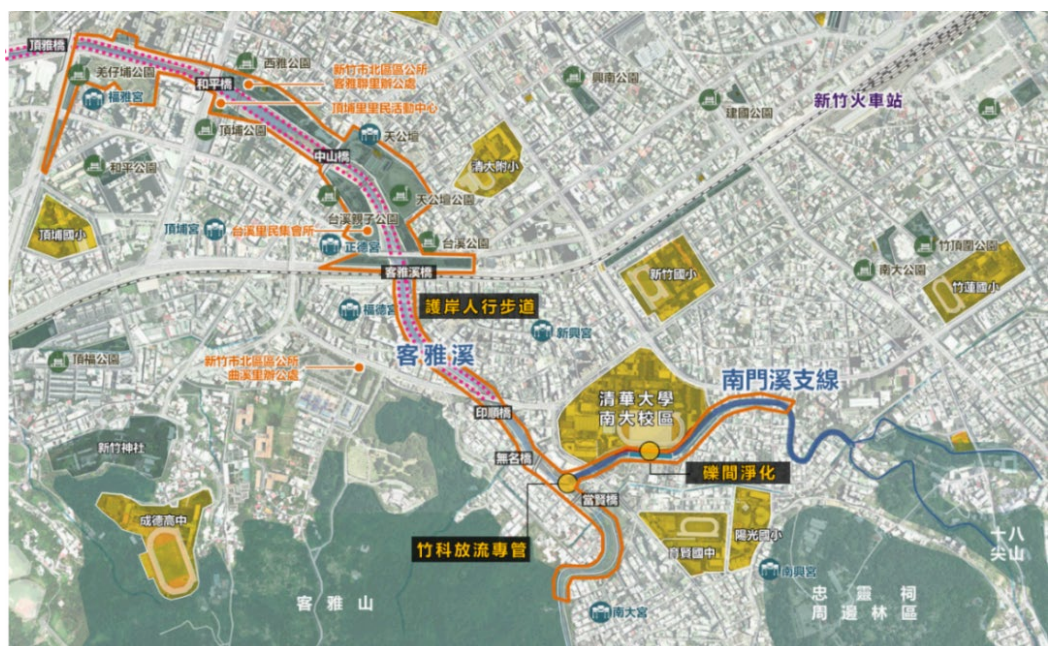 頂雅橋
羌仔埔公園
福雅宮
西雅公園
新竹市北區區公所
客雅聯里辦公處
和平橋
頂埔里里民活動中心
頂埔公園
興南公園
建國公園
新竹火車站
和平公園
中山橋
天公壇
清大附小
天公壇公園
頂埔國小
頂埔宮
台溪親子公園
台溪里民集會所
正德宮
台溪公園
客雅溪橋
新竹國小
竹頂圍公園
南大公園
竹蓮國小
護岸人行步道
福德宮
新興宮
頂福公園
新竹市北區區公所
曲溪里辦公處
客雅溪
南門溪支線
清華大學
南大校區
印順橋
新竹神社
無名橋
礫間淨化
當賢橋
成德高中
竹科放流專管
育賢國中
陽光國小
十八
尖山
南興宮
客雅山
南大宮
忠靈祠
周邊林區